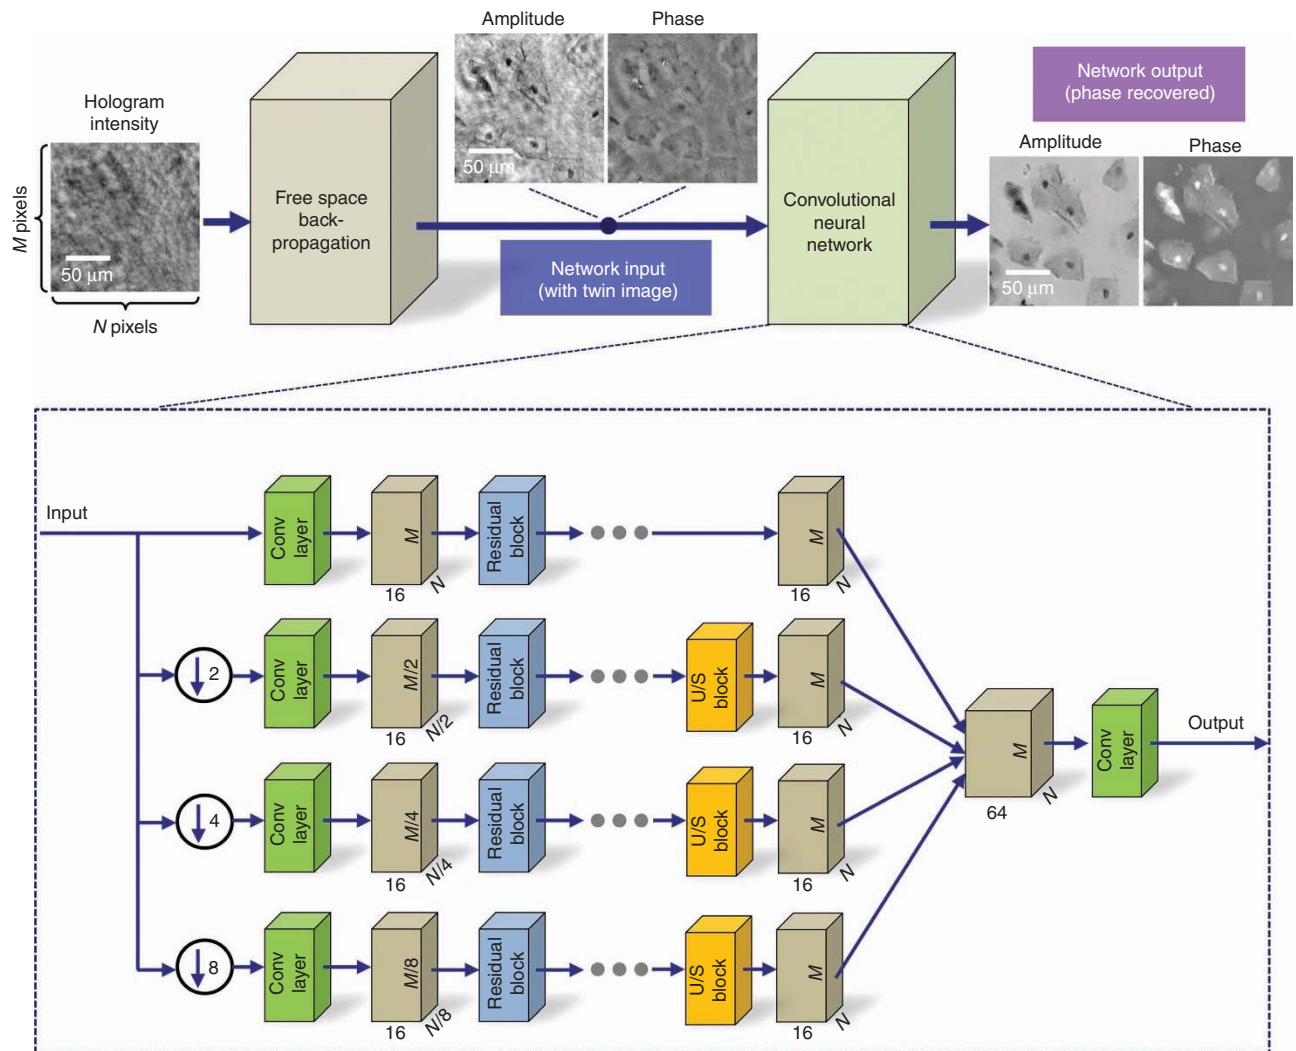 Amplitude
Phase
50 μm
Hologram
intensity
M pixels
50 μm
N pixels
Free space
back-
propagation
Network input
(with twin image)
Convolutional
neural
network
Network output
(phase recovered)
Amplitude
Phase
50 μm
Input
Conv
layer
M
16
N
Residual
block
M
16
N
2
Conv
layer
M/2
16
N/2
Residual
block
U/S
block
M
16
N
4
Conv
layer
M/4
16
N/4
Residual
block
U/S
block
M
16
N
8
Conv
layer
M/8
16
N/8
Residual
block
U/S
block
M
16
N
M
64
N
Conv
layer
Output